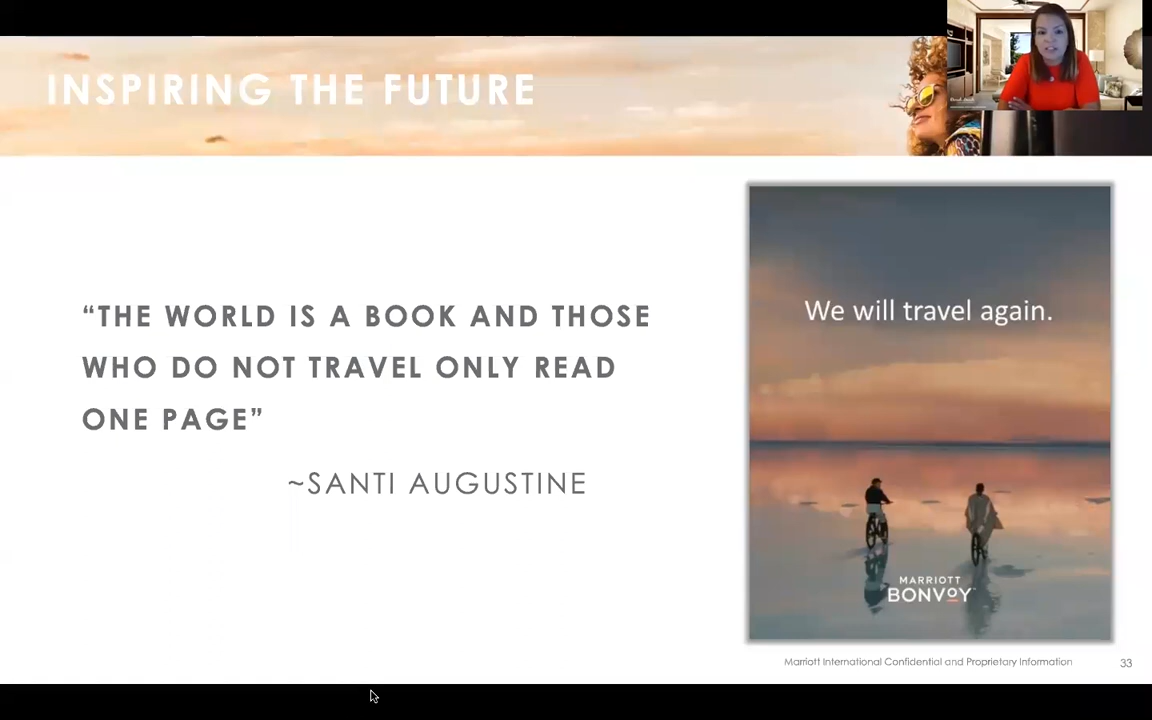 INSPIRING THE FUTURE
“THE WORLD IS A BOOK AND THOSE
WHO DO NOT TRAVEL ONLY READ
ONE PAGE”
~SANTI AUGUSTINE
We will travel again.
MARRIOTT
BONVOY
Marriott International Confidential and Proprietary Information
33